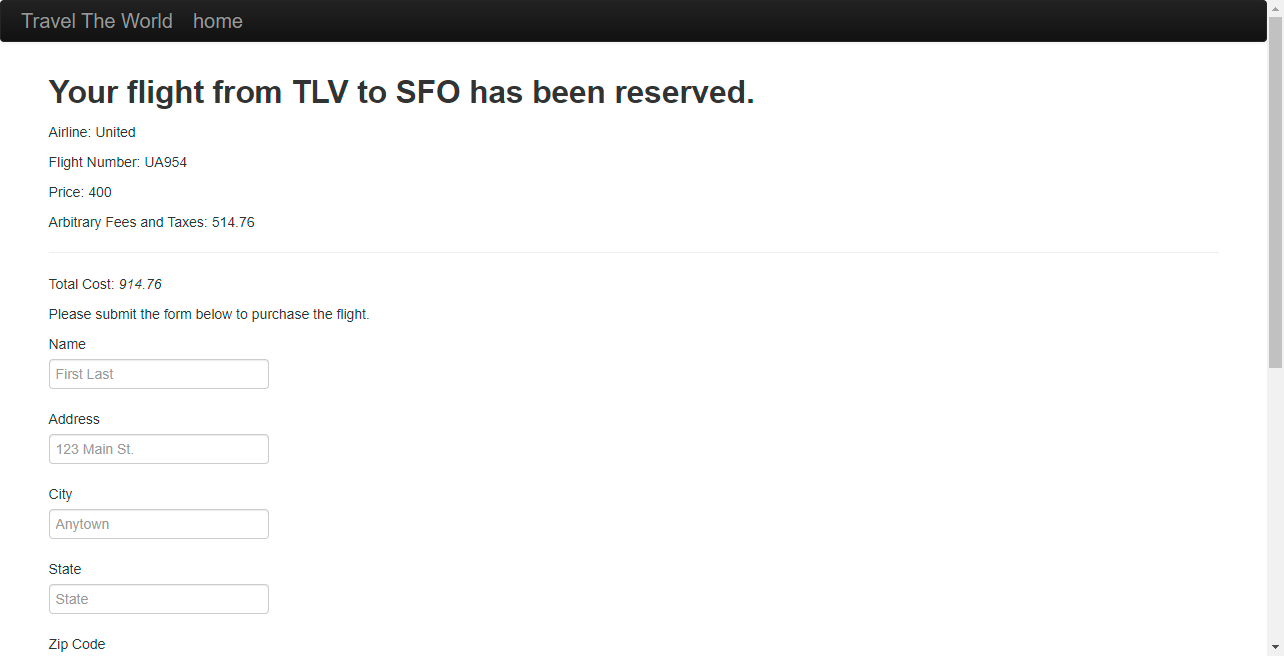 Travel The World home
Your flight from TLV to SFO has been reserved.
Airline: United
Flight Number: UA954
Price: 400
Arbitrary Fees and Taxes: 514.76
Total Cost: 914.76
Please submit the form below to purchase the flight.
Name
First Last
Address
123 Main St.
City
Anytown
State
State
Zip Code